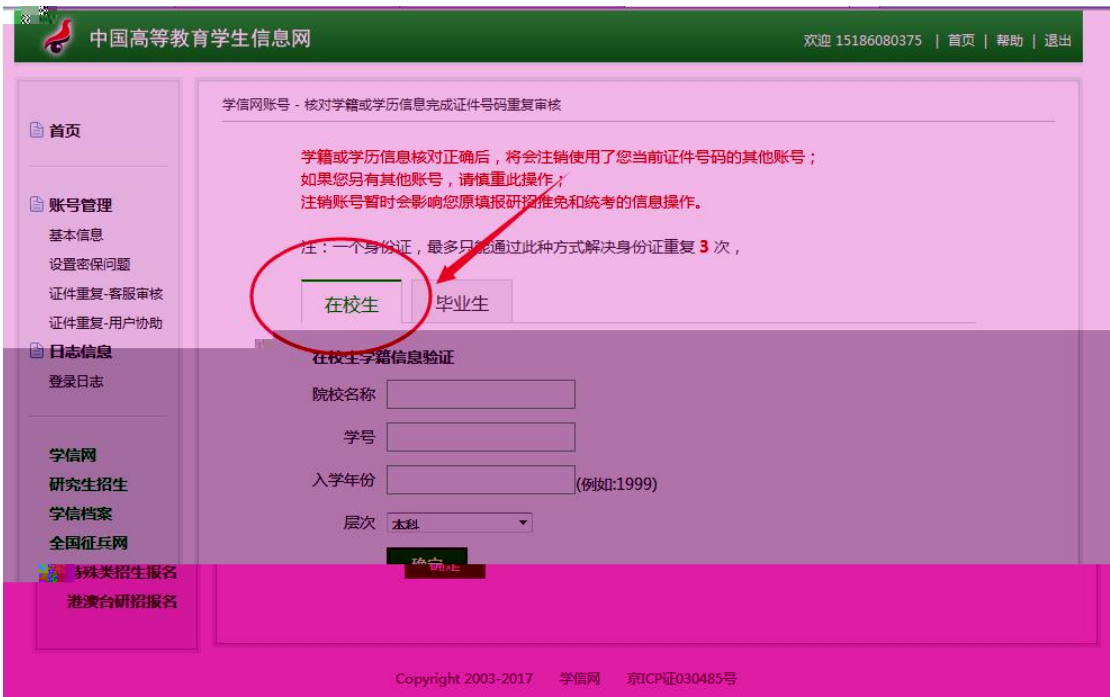 中国高等教育学生信息网
欢迎 15186080375 | 首页 | 帮助 | 退出
首页
账号管理
基本信息
设置密保问题
证件重复-客服审核
证件重复-用户协助
日志信息
登录日志
学信网
研究生招生
学信档案
全国征兵网
殊类招生报名
港澳台研招报名
学信网账号 - 核对学籍或学历信息完成证件号码重复审核
学籍或学历信息核对正确后，将会注销使用了您当前证件号码的其他账号；
如果您另有其他账号，请慎重此操作；
注销账号暂时会影响您原填报研招推免和统考的信息操作。
注：一个身份证，最多只能通过此种方式解决身份证重复 3 次，
在校生 毕业生
在校生学籍信息验证
院校名称
学号
入学年份 (例如:1999)
层次 本科
确定
Copyright 2003-2017 学信网 京ICP证030485号